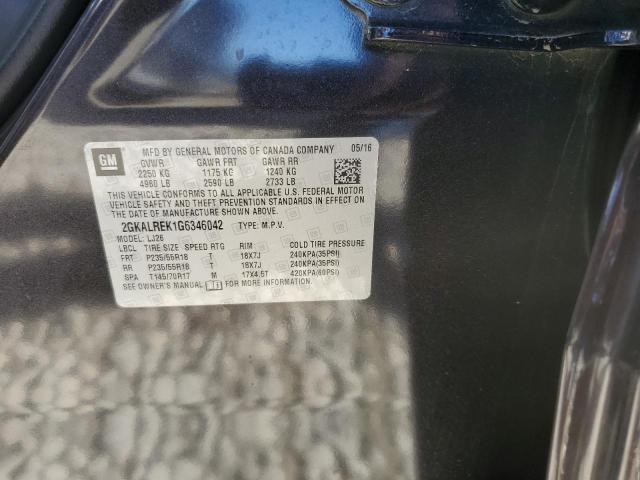 GM
MFD BY GENERAL MOTORS OF CANADA COMPANY 05/16
GVWR GAWR FRT GAWR RR
2250 KG 1175 KG 1240 KG
4960 LB 2590 LB 2733 LB
THIS VEHICLE CONFORMS TO ALL APPLICABLE U.S. FEDERAL MOTOR
VEHICLE SAFETY, BUMPER, AND THEFT PREVENTION STANDARDS IN EFFECT
ON THE DATE OF MANUFACTURE SHOWN ABOVE.
2GKALREK1G6346042 TYPE: M.P.V.
MODEL: LJ26
LBCL TIRE SIZE SPEED RTG RIM COLD TIRE PRESSURE
FRT P235/55R18 T 18X7J 240KPA(35PSI)
RR P235/55R18 T 18X7J 240KPA(35PSI)
SPA T145/70R17 M 17X4.5T 420KPA(60PSI)
SEE OWNER'S MANUAL FOR MORE INFORMATION.